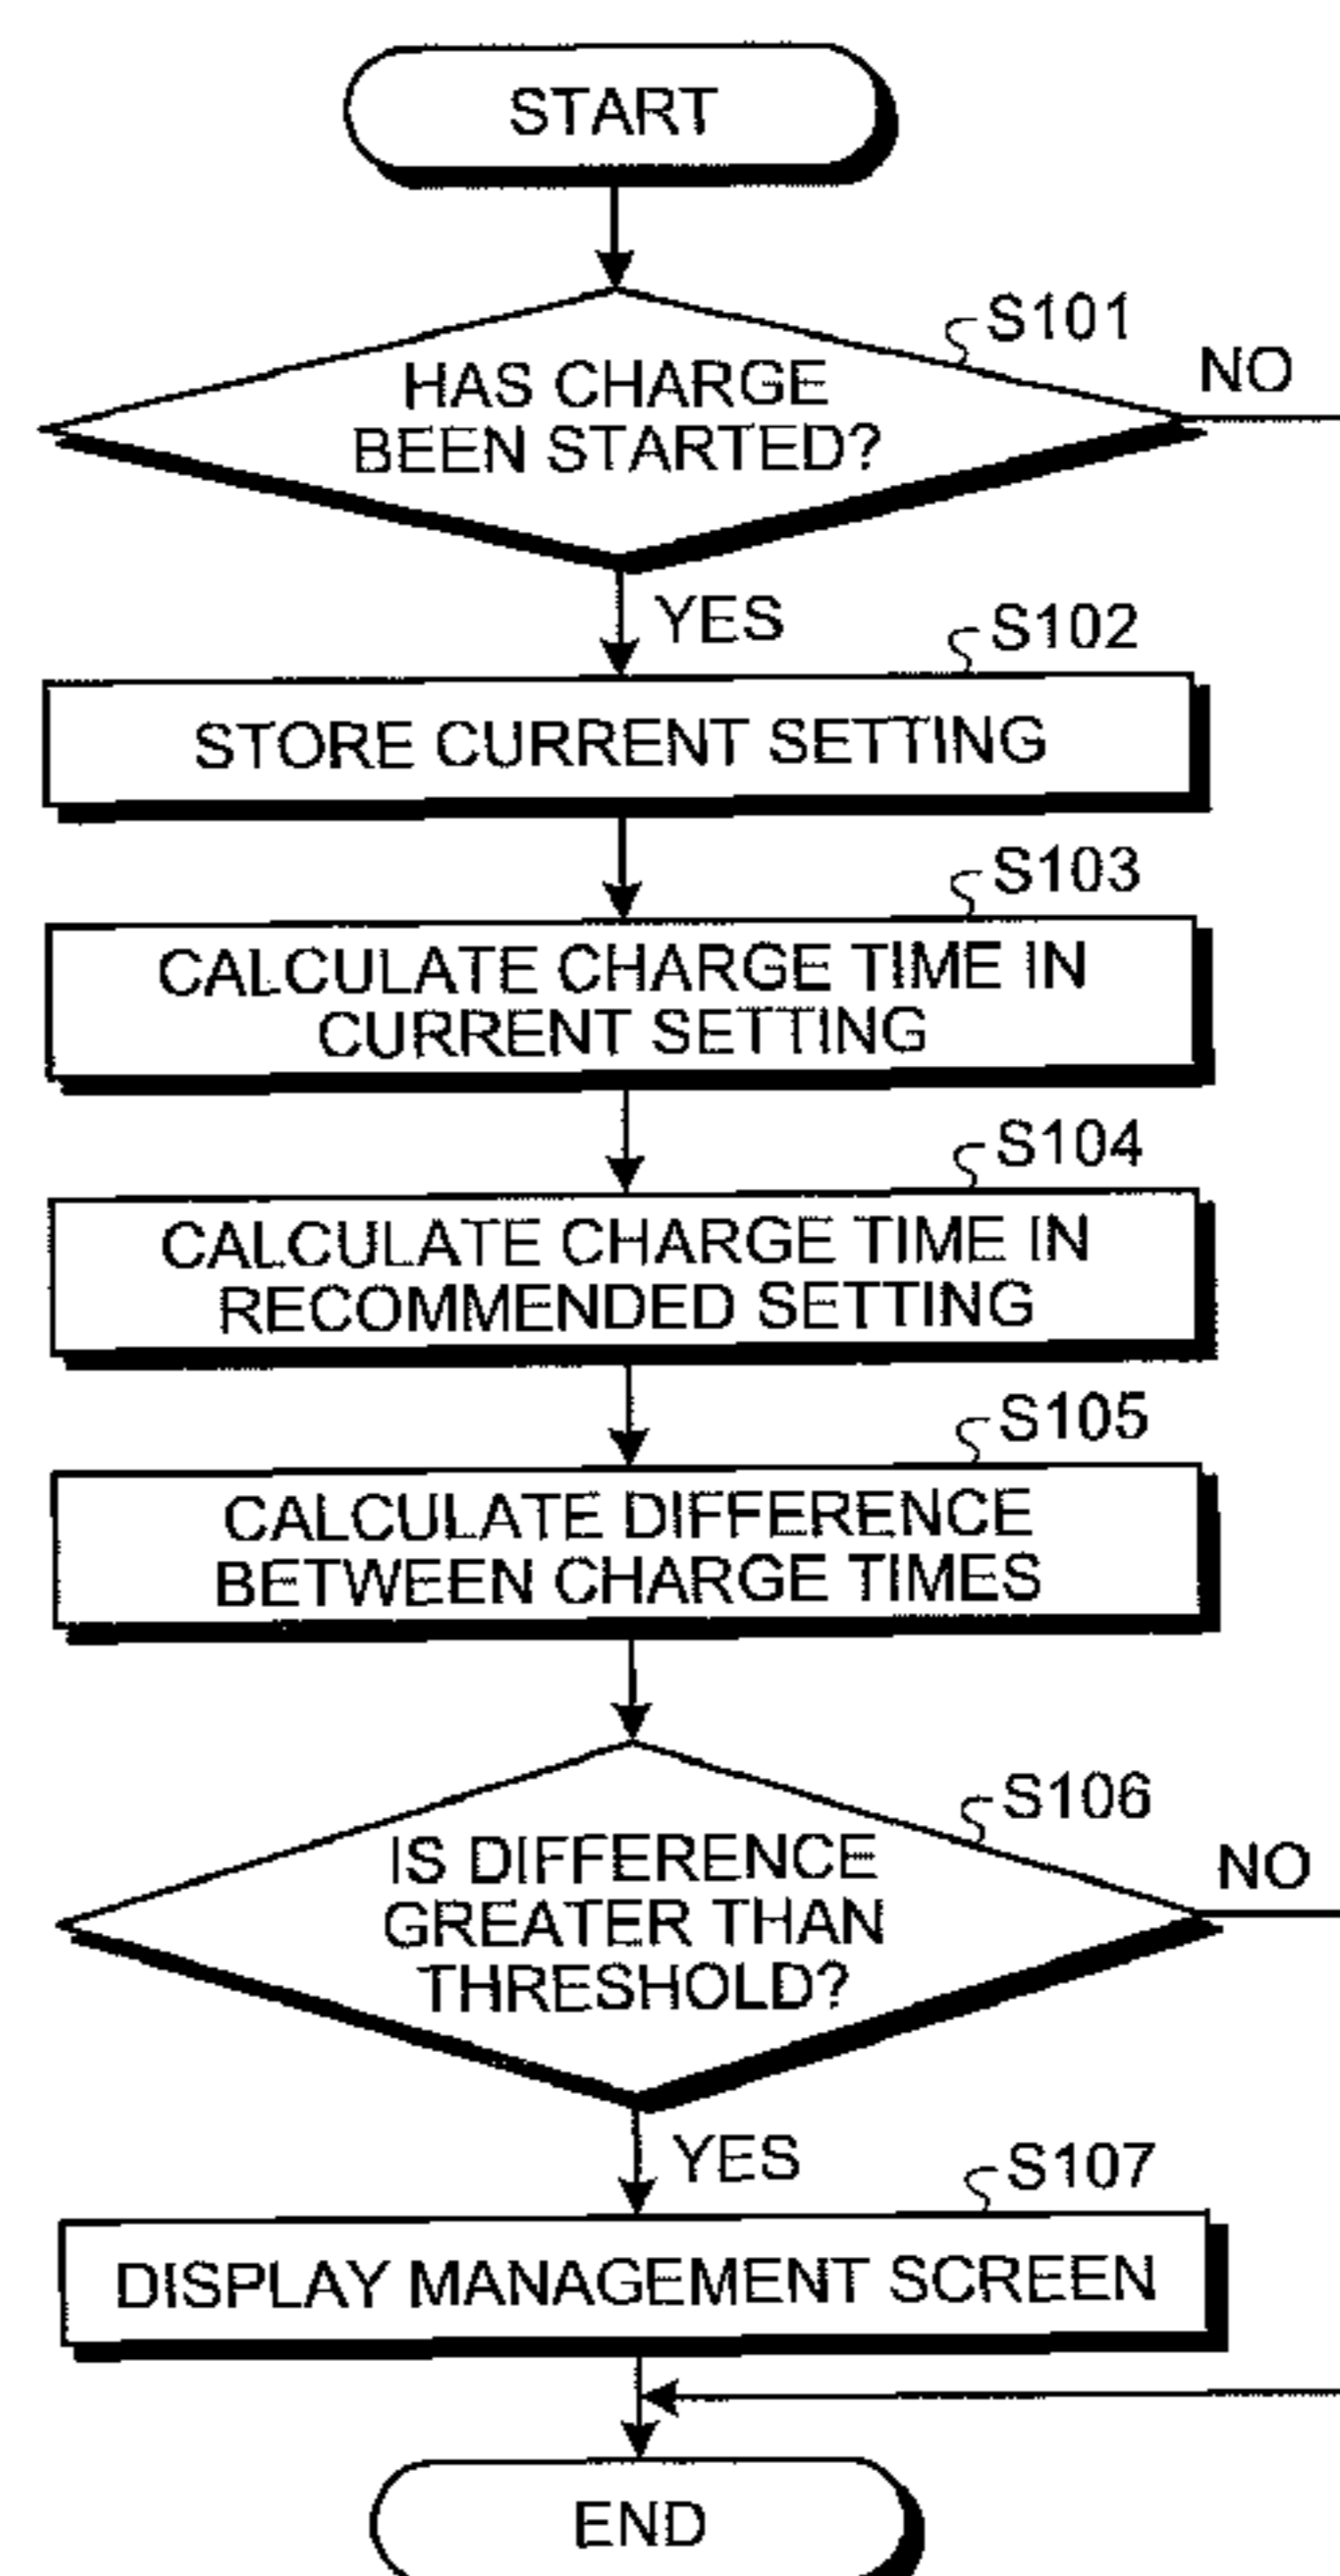 START
S101
NO
HAS CHARGE
BEEN STARTED?
YES
S102
STORE CURRENT SETTING
S103
CALCULATE CHARGE TIME IN
CURRENT SETTING
S104
CALCULATE CHARGE TIME IN
RECOMMENDED SETTING
S105
CALCULATE DIFFERENCE
BETWEEN CHARGE TIMES
S106
NO
IS DIFFERENCE
GREATER THAN
THRESHOLD?
YES
S107
DISPLAY MANAGEMENT SCREEN
END